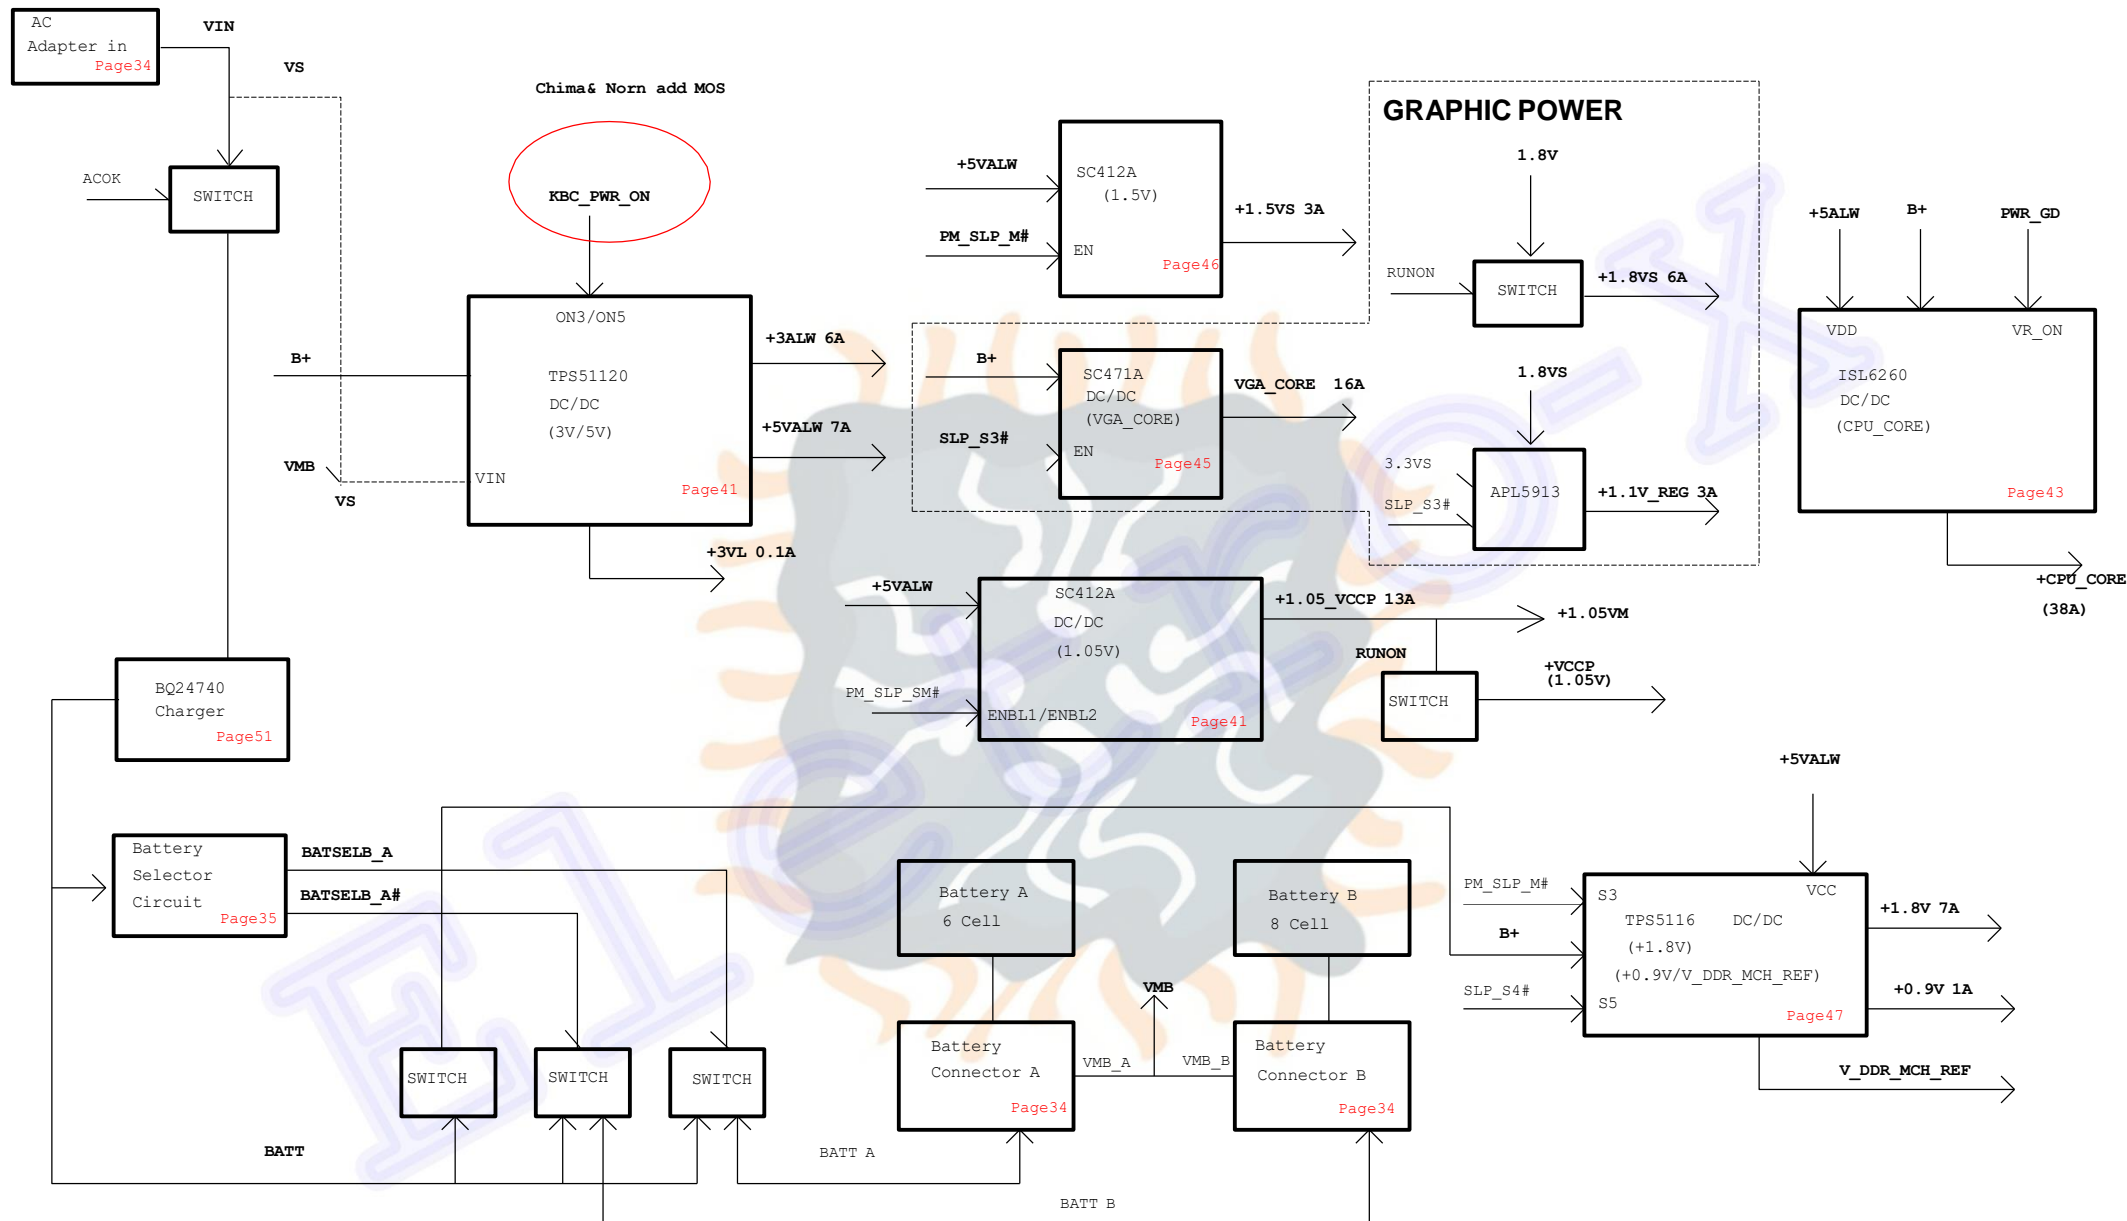 AC
Adapter in
Page34
VIN
VS
ACOK
SWITCH
Chima& Norn add MOS
KBC_PWR_ON
ON3/ON5
TPS51120
DC/DC
(3V/5V)
VIN
Page41
B+
VMB
VS
+3ALW 6A
+5VALW 7A
+3VL 0.1A
+5VALW
PM_SLP_M#
SC412A
(1.5V)
EN
Page46
+1.5VS 3A
GRAPHIC POWER
1.8V
RUNON
SWITCH
+1.8VS 6A
B+
SLP_S3#
SC471A
DC/DC
(VGA_CORE)
EN
Page45
VGA_CORE 16A
1.8VS
3.3VS
SLP_S3#
APL5913
+1.1V_REG 3A
+5ALW
B+
PWR_GD
VDD
VR_ON
ISL6260
DC/DC
(CPU_CORE)
Page43
+CPU_CORE
(38A)
+5VALW
PM_SLP_SM#
SC412A
DC/DC
(1.05V)
ENBL1/ENBL2
Page41
+1.05_VCCP 13A
+1.05VM
RUNON
SWITCH
+VCCP
(1.05V)
BQ24740
Charger
Page51
Battery
Selector
Circuit
Page35
BATSELB_A
BATSELB_A#
SWITCH
SWITCH
SWITCH
BATT
BATT A
BATT B
Battery A
6 Cell
Battery B
8 Cell
Battery
Connector A
Page34
VMB_A
VMB
VMB_B
Battery
Connector B
Page34
+5VALW
PM_SLP_M#
B+
SLP_S4#
S3
VCC
TPS5116 DC/DC
(+1.8V)
(+0.9V/V_DDR_MCH_REF)
S5
Page47
+1.8V 7A
+0.9V 1A
V_DDR_MCH_REF